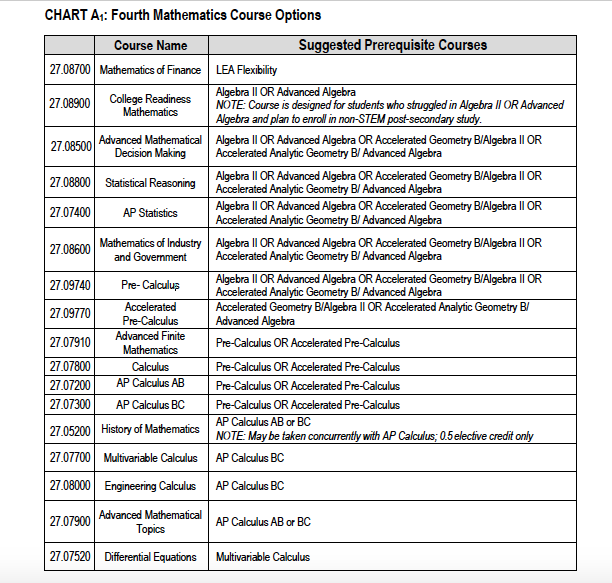 CHART A1: Fourth Mathematics Course Options
Course Name Suggested Prerequisite Courses
27.08700 Mathematics of Finance LEA Flexibility
27.08900 College Readiness Mathematics Algebra II OR Advanced Algebra
NOTE: Course is designed for students who struggled in Algebra II OR Advanced
Algebra and plan to enroll in non-STEM post-secondary study.
27.08500 Advanced Mathematical Decision Making Algebra II OR Advanced Algebra OR Accelerated Geometry B/Algebra II OR
Accelerated Analytic Geometry B/ Advanced Algebra
27.08800 Statistical Reasoning Algebra II OR Advanced Algebra OR Accelerated Geometry B/Algebra II OR
Accelerated Analytic Geometry B/ Advanced Algebra
27.07400 AP Statistics Algebra II OR Advanced Algebra OR Accelerated Geometry B/Algebra II OR
Accelerated Analytic Geometry B/ Advanced Algebra
27.08600 Mathematics of Industry and Government Algebra II OR Advanced Algebra OR Accelerated Geometry B/Algebra II OR
Accelerated Analytic Geometry B/ Advanced Algebra
27.09740 Pre- Calculus Algebra II OR Advanced Algebra OR Accelerated Geometry B/Algebra II OR
Accelerated Analytic Geometry B/ Advanced Algebra
27.09770 Accelerated Pre-Calculus Accelerated Geometry B/Algebra II OR Accelerated Analytic Geometry B/
Advanced Algebra
27.07910 Advanced Finite Mathematics Pre-Calculus OR Accelerated Pre-Calculus
27.07800 Calculus Pre-Calculus OR Accelerated Pre-Calculus
27.07200 AP Calculus AB Pre-Calculus OR Accelerated Pre-Calculus
27.07300 AP Calculus BC Pre-Calculus OR Accelerated Pre-Calculus
27.05200 History of Mathematics AP Calculus AB or BC
NOTE: May be taken concurrently with AP Calculus; 0.5 elective credit only
27.07700 Multivariable Calculus AP Calculus BC
27.08000 Engineering Calculus AP Calculus BC
27.07900 Advanced Mathematical Topics AP Calculus AB or BC
27.07520 Differential Equations Multivariable Calculus